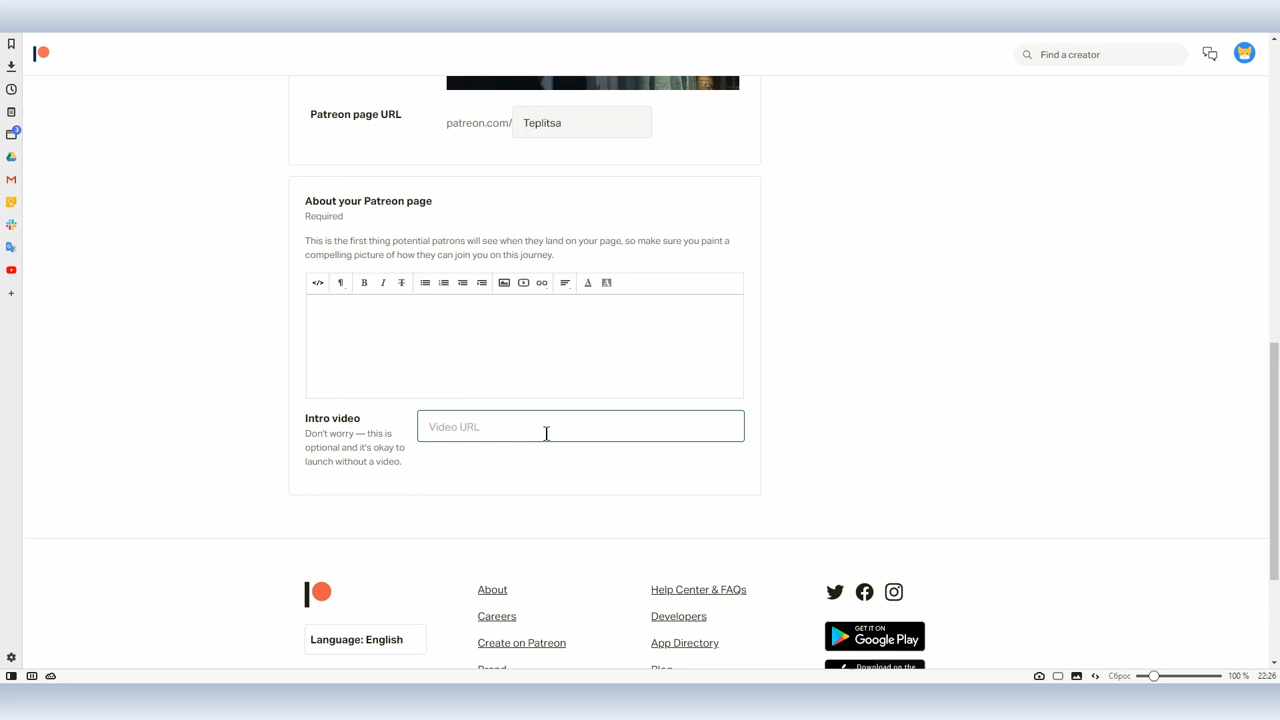 Find a creator
Patreon page URL
patreon.com/
Teplitsa
About your Patreon page
Required
This is the first thing potential patrons will see when they land on your page, so make sure you paint a
compelling picture of how they can join you on this journey.
Intro video
Don't worry — this is
optional and it's okay to
launch without a video.
Video URL
About
Careers
Create on Patreon
Brand
Help Center & FAQs
Developers
App Directory
Blog
Language: English
GET IT ON
Google Play
Download on the
3
Сброс
100 %
22:26